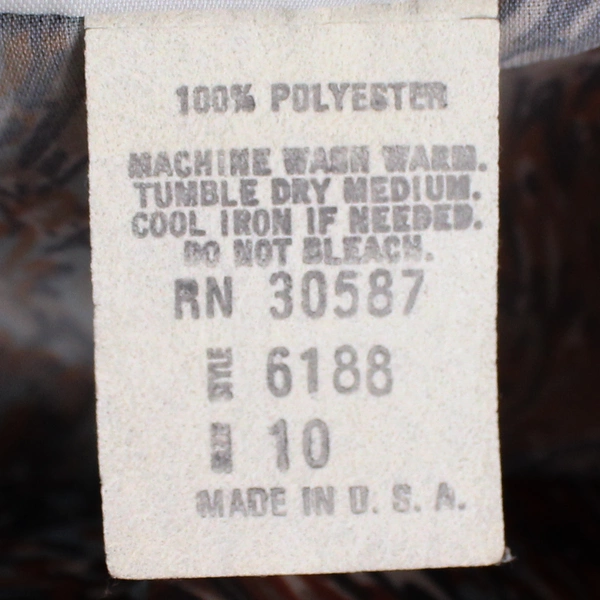 100% POLYESTER
MACHINE WASH WARM.
TUMBLE DRY MEDIUM.
COOL IRON IF NEEDED.
DO NOT BLEACH.
RN 30587
STYLE 6188
SIZE 10
MADE IN U. S. A.